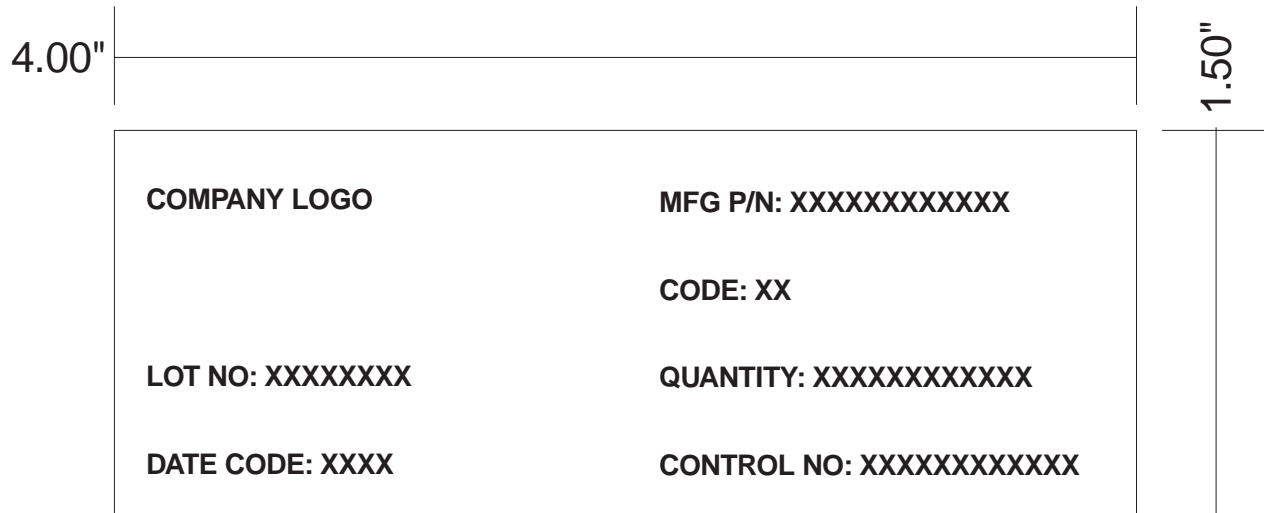 4.00"
1.50"
COMPANY LOGO
MFG P/N: XXXXXXXXXXXX
CODE: XX
LOT NO: XXXXXXXX
QUANTITY: XXXXXXXXXXXX
DATE CODE: XXXX
CONTROL NO: XXXXXXXXXXXX